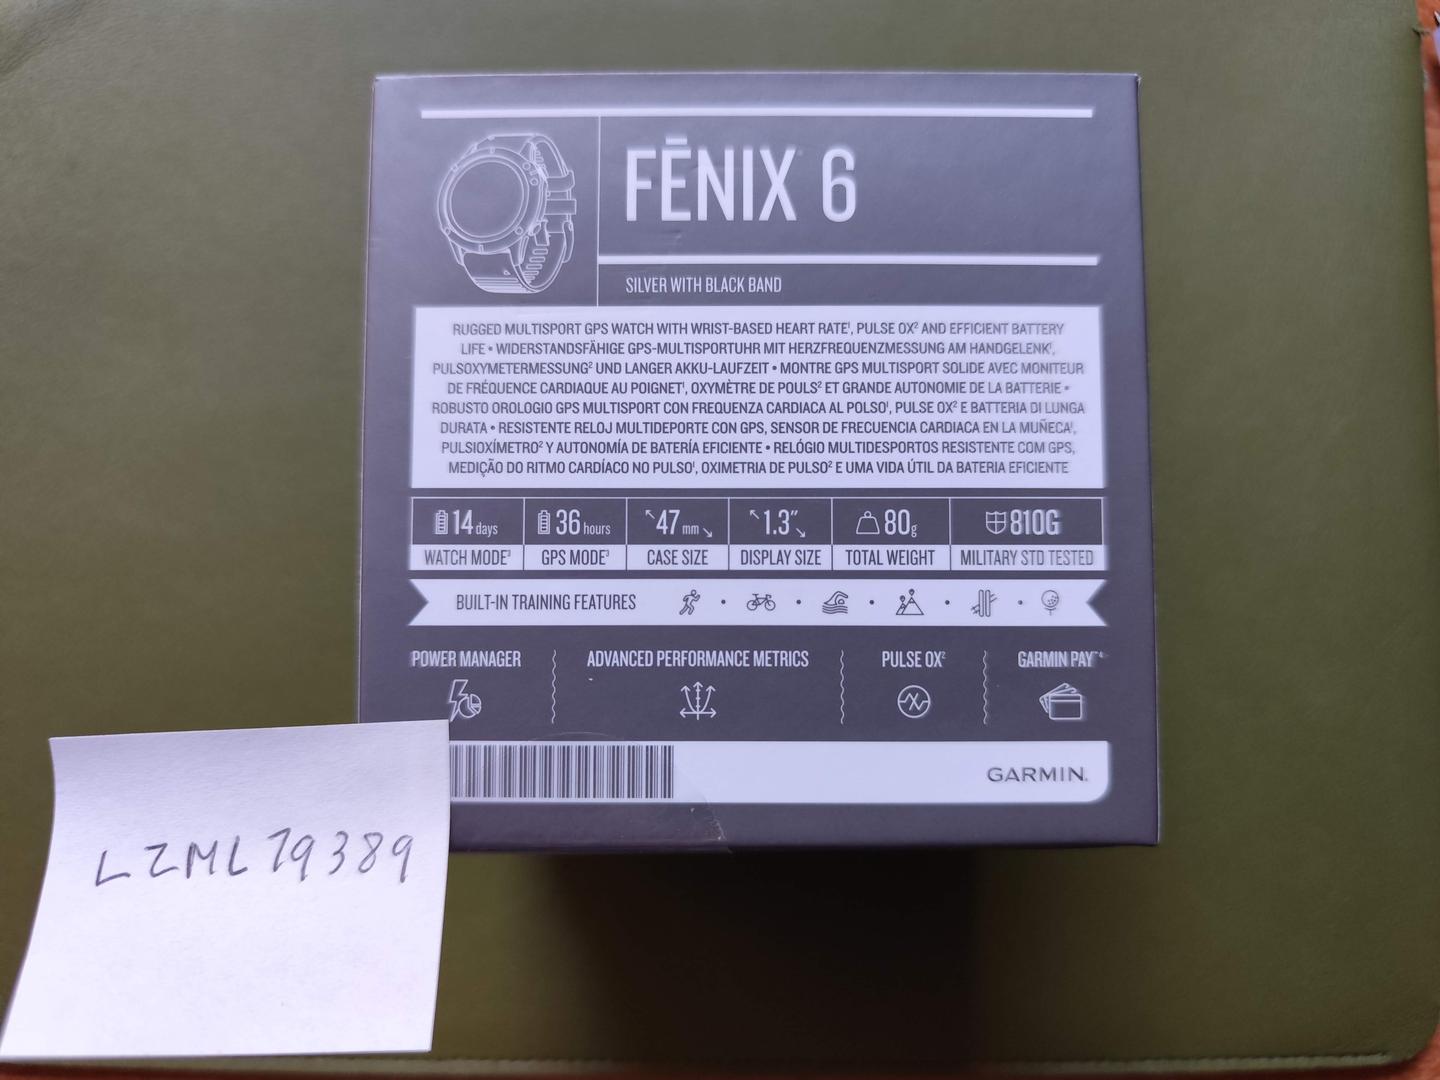 FĒNIX® 6
SILVER WITH BLACK BAND
RUGGED MULTISPORT GPS WATCH WITH WRIST-BASED HEART RATE¹, PULSE OX² AND EFFICIENT BATTERY
LIFE • WIDERSTANDSFÄHIGE GPS-MULTISPORTUHR MIT HERZFREQUENZMESSUNG AM HANDGELENK¹,
PULSOXYMETERMESSUNG² UND LANGER AKKU-LAUFZEIT • MONTRE GPS MULTISPORT SOLIDE AVEC MONITEUR
DE FRÉQUENCE CARDIAQUE AU POIGNET¹, OXYMÈTRE DE POULS² ET GRANDE AUTONOMIE DE LA BATTERIE •
ROBUSTO OROLOGIO GPS MULTISPORT CON FREQUENZA CARDIACA AL POLSO¹, PULSE OX² E BATTERIA DI LUNGA
DURATA • RESISTENTE RELOJ MULTIDEPORTE CON GPS, SENSOR DE FRECUENCIA CARDIACA EN LA MUÑECA¹,
PULSIOXÍMETRO² Y AUTONOMÍA DE BATERÍA EFICIENTE • RELÓGIO MULTIDESPORTOS RESISTENTE COM GPS,
MEDIÇÃO DO RITMO CARDÍACO NO PULSO¹, OXIMETRIA DE PULSO² E UMA VIDA ÚTIL DA BATERIA EFICIENTE
14 days 36 hours 47 mm 1.3" 80g 810G
WATCH MODE³ GPS MODE³ CASE SIZE DISPLAY SIZE TOTAL WEIGHT MILITARY STD TESTED
BUILT-IN TRAINING FEATURES
POWER MANAGER ADVANCED PERFORMANCE METRICS PULSE OX² GARMIN PAY™⁴
GARMIN®
LZML79389